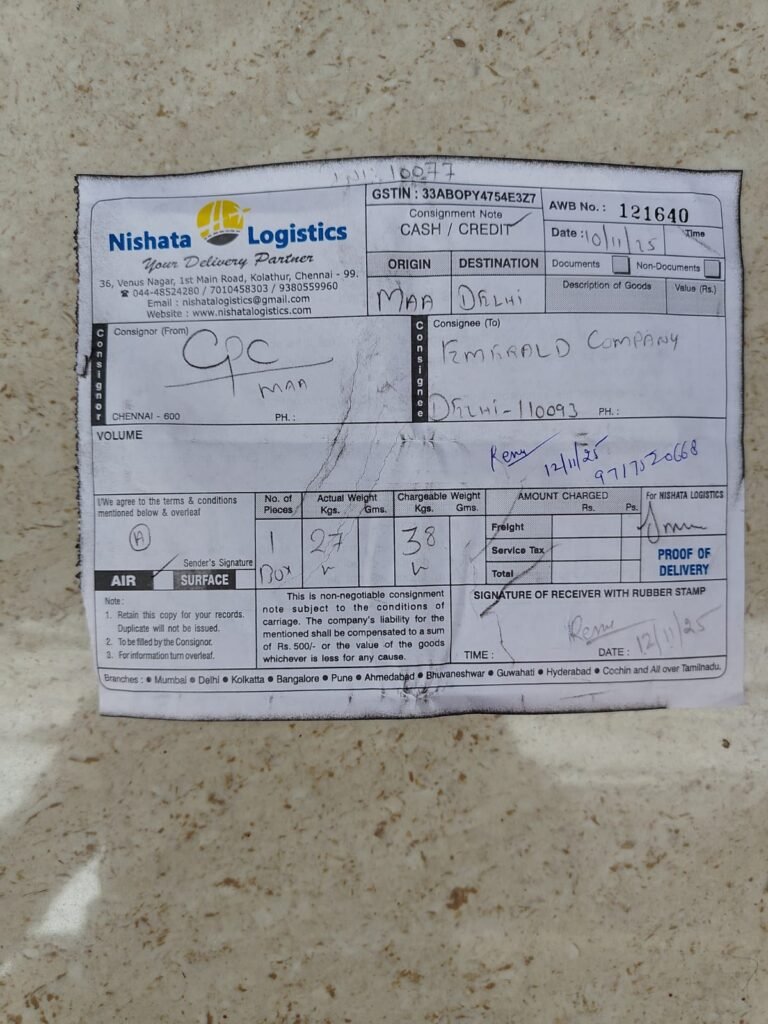 10077
Nishata Logistics
Your Delivery Partner
36, Venus Nagar, 1st Main Road, Kolathur, Chennai - 99.
☎ 044-48524280 / 7010458303 / 9380559960
Email : nishatalogistics@gmail.com
Website : www.nishatalogistics.com
GSTIN : 33ABOPY4754E3Z7
Consignment Note
CASH / CREDIT
AWB No. : 121640
Date : 10/11/25 Time
ORIGIN DESTINATION
MAA DELHI
Documents Non-Documents
Description of Goods Value (Rs.)
Consignor
Consignor (From)
CPC
MAA
CHENNAI - 600 PH. :
Consignee
Consignee (To)
EMERALD COMPANY
DELHI - 110093 PH. :
VOLUME
12/11/25
9717520668
I/We agree to the terms & conditions
mentioned below & overleaf
A
Sender's Signature
AIR SURFACE
No. of Pieces
1
BOX
Actual Weight
Kgs. Gms.
27
Chargeable Weight
Kgs. Gms.
38
AMOUNT CHARGED
Rs. Ps.
Freight
Service Tax
Total
For NISHATA LOGISTICS
PROOF OF
DELIVERY
Note :
1. Retain this copy for your records.
Duplicate will not be issued.
2. To be filled by the Consignor.
3. For information turn overleaf.
This is non-negotiable consignment
note subject to the conditions of
carriage. The company's liability for the
mentioned shall be compensated to a sum
of Rs. 500/- or the value of the goods
whichever is less for any cause.
SIGNATURE OF RECEIVER WITH RUBBER STAMP
TIME : DATE : 12/11/25
Branches : ● Mumbai ● Delhi ● Kolkatta ● Bangalore ● Pune ● Ahmedabad ● Bhuvaneshwar ● Guwahati ● Hyderabad ● Cochin and All over Tamilnadu.